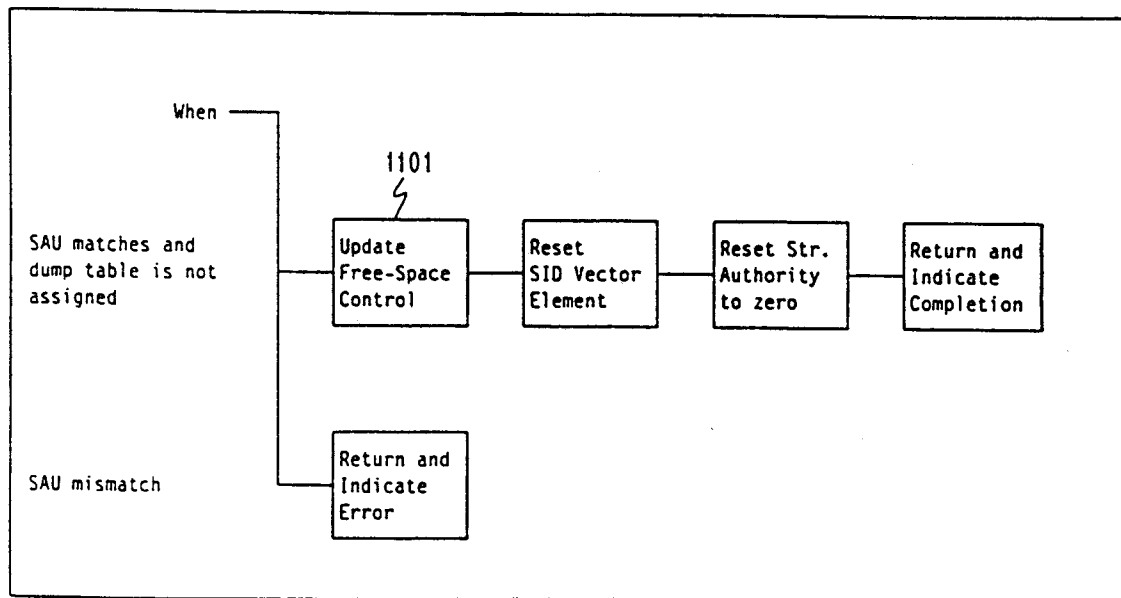 When
1101
SAU matches and
dump table is not
assigned
Update
Free-Space
Control
Reset
SID Vector
Element
Reset Str.
Authority
to zero
Return and
Indicate
Completion
SAU mismatch
Return and
Indicate
Error